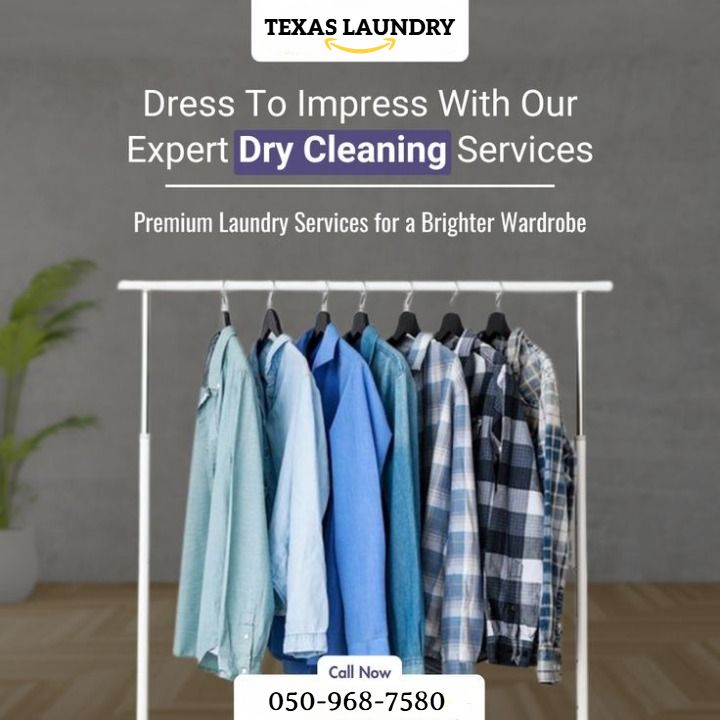 TEXAS LAUNDRY
Dress To Impress With Our
Expert Dry Cleaning Services
Premium Laundry Services for a Brighter Wardrobe
Call Now
050-968-7580